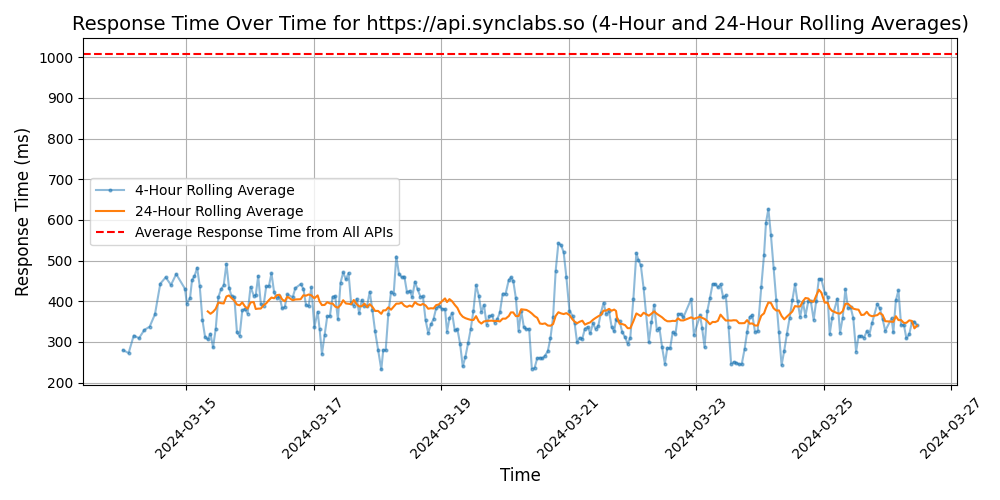 Response Time Over Time for https://api.synclabs.so (4-Hour and 24-Hour Rolling Averages)
1000
900
800
700
600
500
400
300
200
Response Time (ms)
4-Hour Rolling Average
24-Hour Rolling Average
Average Response Time from All APIs
2024-03-15
2024-03-17
2024-03-19
2024-03-21
2024-03-23
2024-03-25
2024-03-27
Time